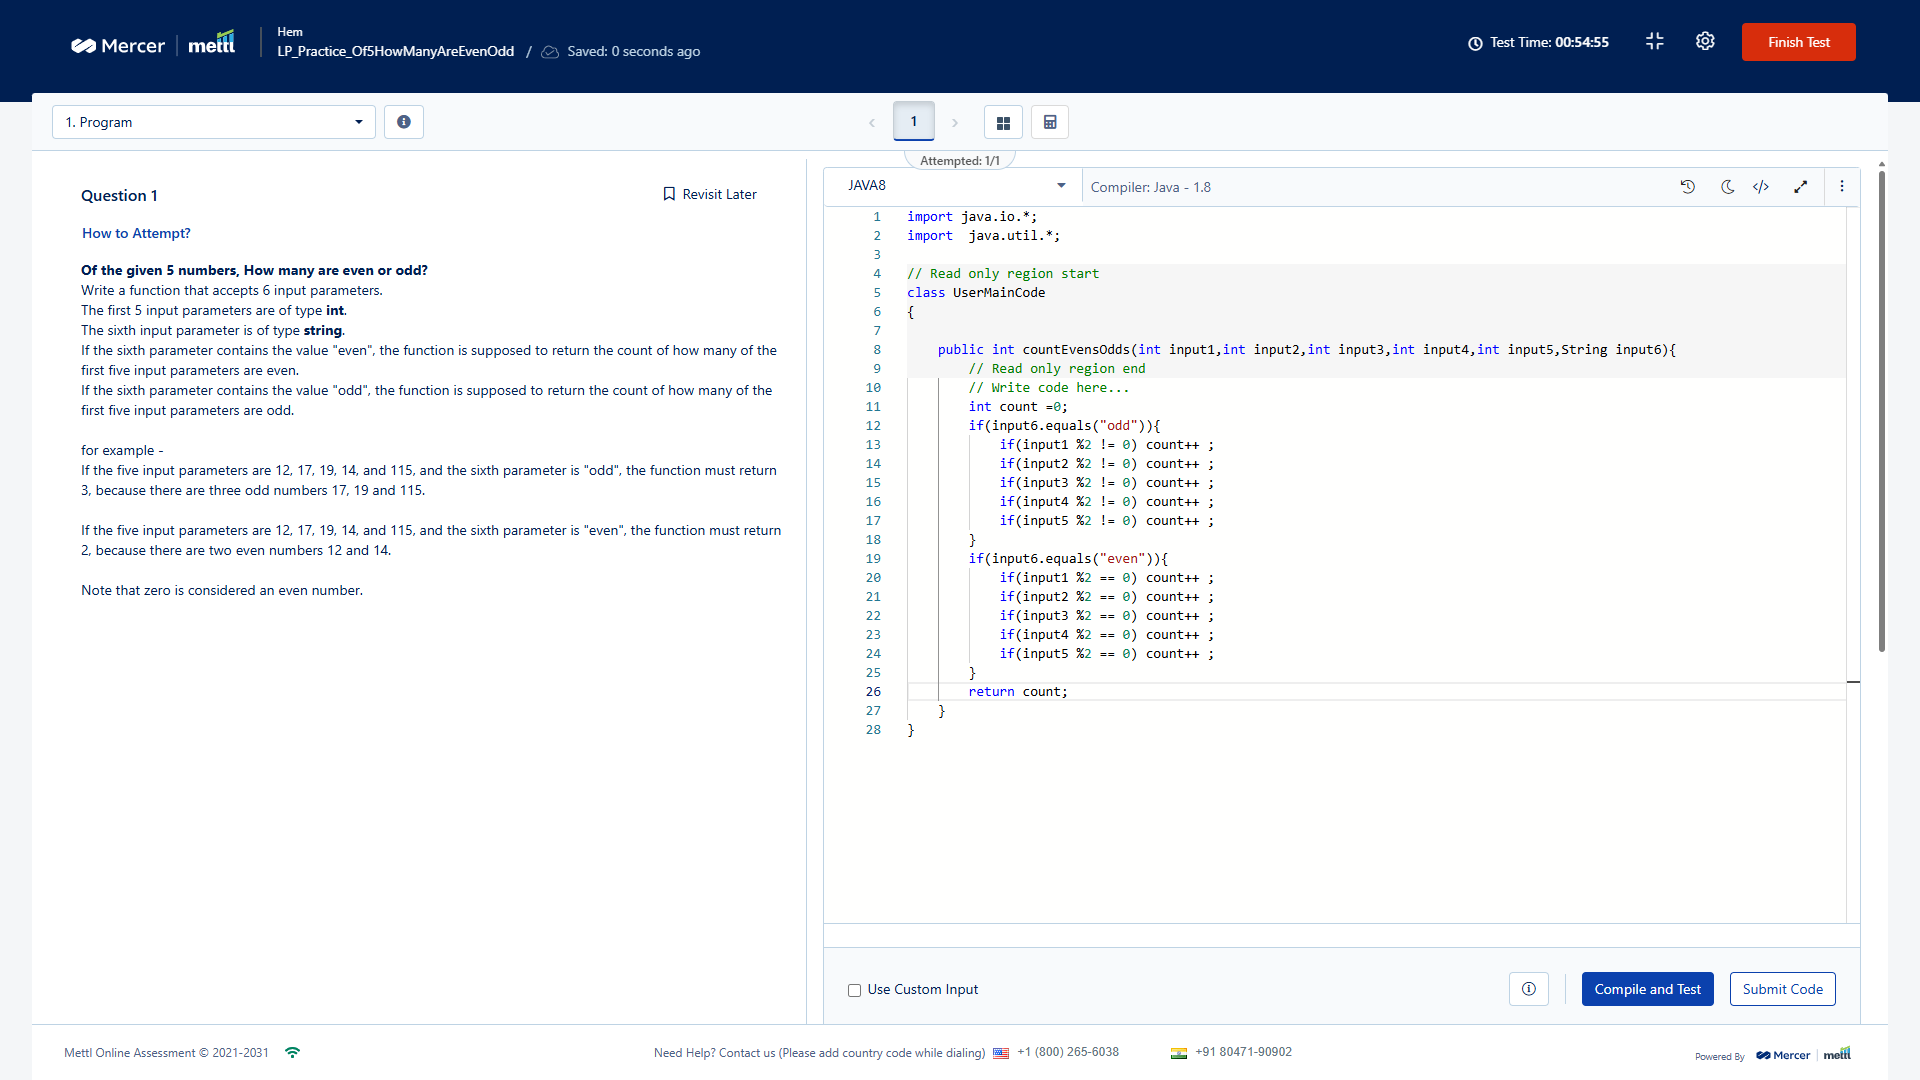 Mercer | mettl
Hem
LP_Practice_Of5HowManyAreEvenOdd / Saved: 0 seconds ago
Test Time: 00:54:55
Finish Test
1. Program
1
Attempted: 1/1
Question 1
Revisit Later
How to Attempt?
Of the given 5 numbers, How many are even or odd?
Write a function that accepts 6 input parameters.
The first 5 input parameters are of type int.
The sixth input parameter is of type string.
If the sixth parameter contains the value "even", the function is supposed to return the count of how many of the
first five input parameters are even.
If the sixth parameter contains the value "odd", the function is supposed to return the count of how many of the
first five input parameters are odd.
for example -
If the five input parameters are 12, 17, 19, 14, and 115, and the sixth parameter is "odd", the function must return
3, because there are three odd numbers 17, 19 and 115.
If the five input parameters are 12, 17, 19, 14, and 115, and the sixth parameter is "even", the function must return
2, because there are two even numbers 12 and 14.
Note that zero is considered an even number.
JAVA8
Compiler: Java - 1.8
1 import java.io.*;
2 import  java.util.*;
3
4 // Read only region start
5 class UserMainCode
6 {
7
8     public int countEvensOdds(int input1,int input2,int input3,int input4,int input5,String input6){
9         // Read only region end
10         // Write code here...
11         int count =0;
12         if(input6.equals("odd")){
13             if(input1 %2 != 0) count++ ;
14             if(input2 %2 != 0) count++ ;
15             if(input3 %2 != 0) count++ ;
16             if(input4 %2 != 0) count++ ;
17             if(input5 %2 != 0) count++ ;
18         }
19         if(input6.equals("even")){
20             if(input1 %2 == 0) count++ ;
21             if(input2 %2 == 0) count++ ;
22             if(input3 %2 == 0) count++ ;
23             if(input4 %2 == 0) count++ ;
24             if(input5 %2 == 0) count++ ;
25         }
26         return count;
27     }
28 }
Use Custom Input
Compile and Test
Submit Code
Mettl Online Assessment © 2021-2031
Need Help? Contact us (Please add country code while dialing) +1 (800) 265-6038 +91 80471-90902
Powered By Mercer | mettl